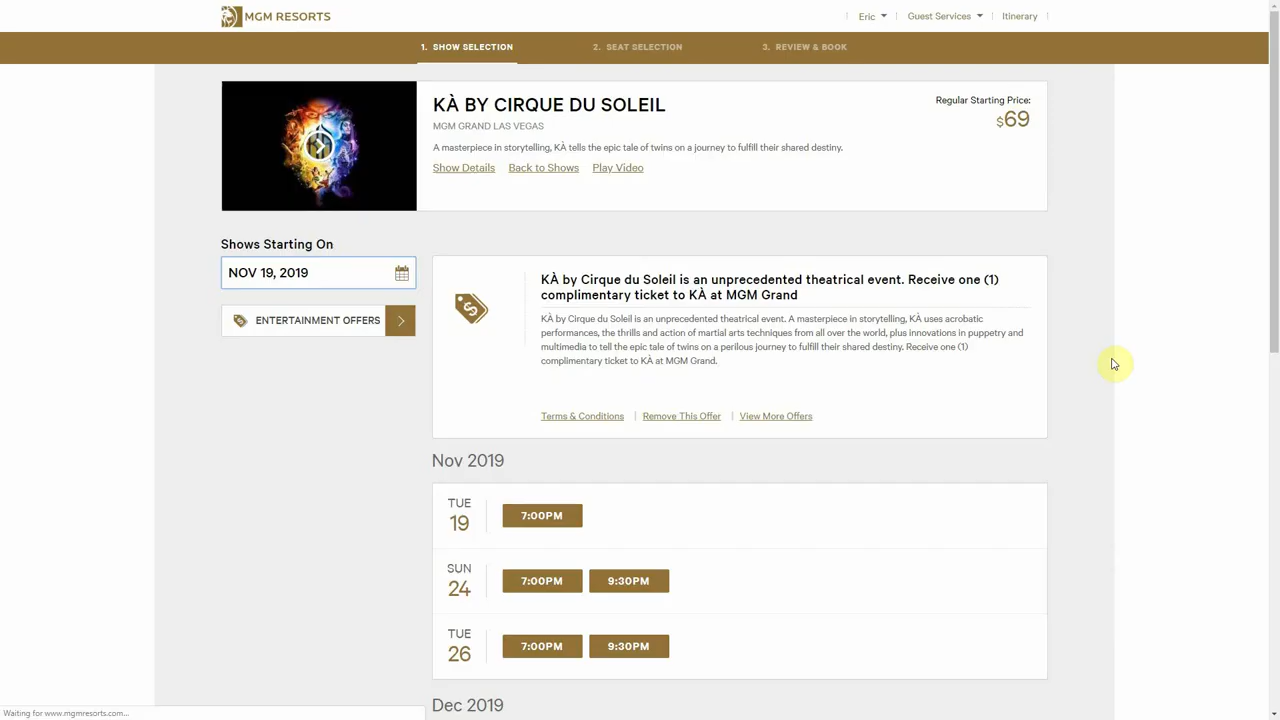 MGM RESORTS
Eric
Guest Services
Itinerary
1. SHOW SELECTION
2. SEAT SELECTION
3. REVIEW & BOOK
KÀ BY CIRQUE DU SOLEIL
MGM GRAND LAS VEGAS
A masterpiece in storytelling, KÀ tells the epic tale of twins on a journey to fulfill their shared destiny.
Show Details
Back to Shows
Play Video
Regular Starting Price:
$69
Shows Starting On
NOV 19, 2019
ENTERTAINMENT OFFERS
KÀ by Cirque du Soleil is an unprecedented theatrical event. Receive one (1)
complimentary ticket to KÀ at MGM Grand
KÀ by Cirque du Soleil is an unprecedented theatrical event. A masterpiece in storytelling, KÀ uses acrobatic
performances, the thrills and action of martial arts techniques from all over the world, plus innovations in puppetry and
multimedia to tell the epic tale of twins on a perilous journey to fulfill their shared destiny. Receive one (1)
complimentary ticket to KÀ at MGM Grand.
Terms & Conditions | Remove This Offer | View More Offers
Nov 2019
TUE
19
7:00PM
SUN
24
7:00PM
9:30PM
TUE
26
7:00PM
9:30PM
Dec 2019
Waiting for www.mgmresorts.com...